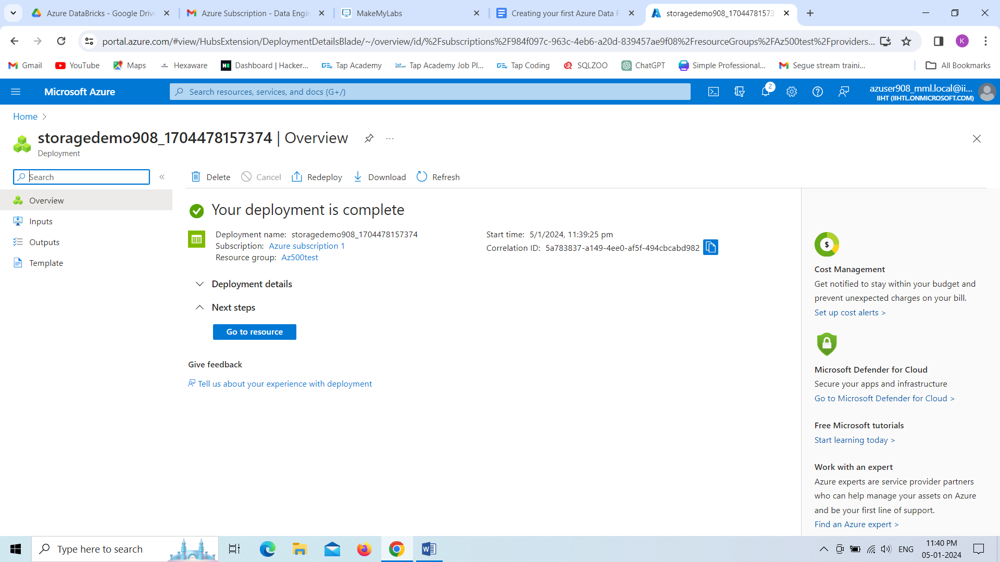 Azure DataBricks - Google Drive
Azure Subscription - Data Engin
MakeMyLabs
Creating your first Azure Data F
storagedemo908_17044781573
portal.azure.com/#view/HubsExtension/DeploymentDetailsBlade/~/overview/id/%2Fsubscriptions%2F984f097c-963c-4eb6-a20d-839457ae9f08%2FresourceGroups%2FAz500test%2Fproviders...
K
Gmail
YouTube
Maps
Hexaware
Dashboard | Hacker...
Tap Academy
Tap Academy Job Pl...
Tap Coding
SQLZOO
ChatGPT
Simple Professional...
Segue stream traini...
All Bookmarks
Microsoft Azure
Search resources, services, and docs (G+/)
2
azuser908_mml.local@ii...
IIHT (IIHTL.ONMICROSOFT.COM)
Home
storagedemo908_1704478157374 | Overview
Deployment
Search
Delete
Cancel
Redeploy
Download
Refresh
Overview
Inputs
Outputs
Template
Your deployment is complete
Deployment name: storagedemo908_1704478157374
Subscription: Azure subscription 1
Resource group: Az500test
Start time: 5/1/2024, 11:39:25 pm
Correlation ID: 5a783837-a149-4ee0-af5f-494cbcabd982
Deployment details
Next steps
Go to resource
Give feedback
Tell us about your experience with deployment
Cost Management
Get notified to stay within your budget and
prevent unexpected charges on your bill.
Set up cost alerts >
Microsoft Defender for Cloud
Secure your apps and infrastructure
Go to Microsoft Defender for Cloud >
Free Microsoft tutorials
Start learning today >
Work with an expert
Azure experts are service provider partners
who can help manage your assets on Azure
and be your first line of support.
Find an Azure expert >
Type here to search
ENG
11:40 PM
05-01-2024